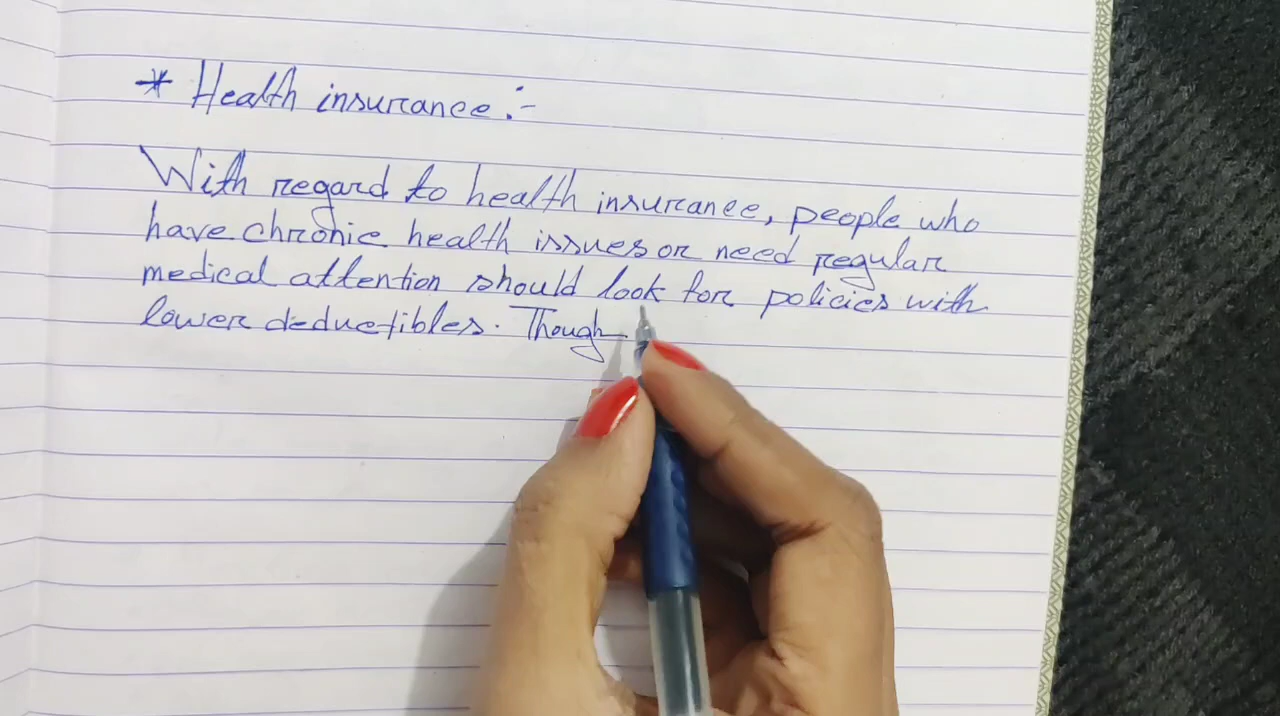 * Health insurance :-
With regard to health insurance, people who
have chronic health issues or need regular
medical attention should look for policies with
lower deductibles. Though